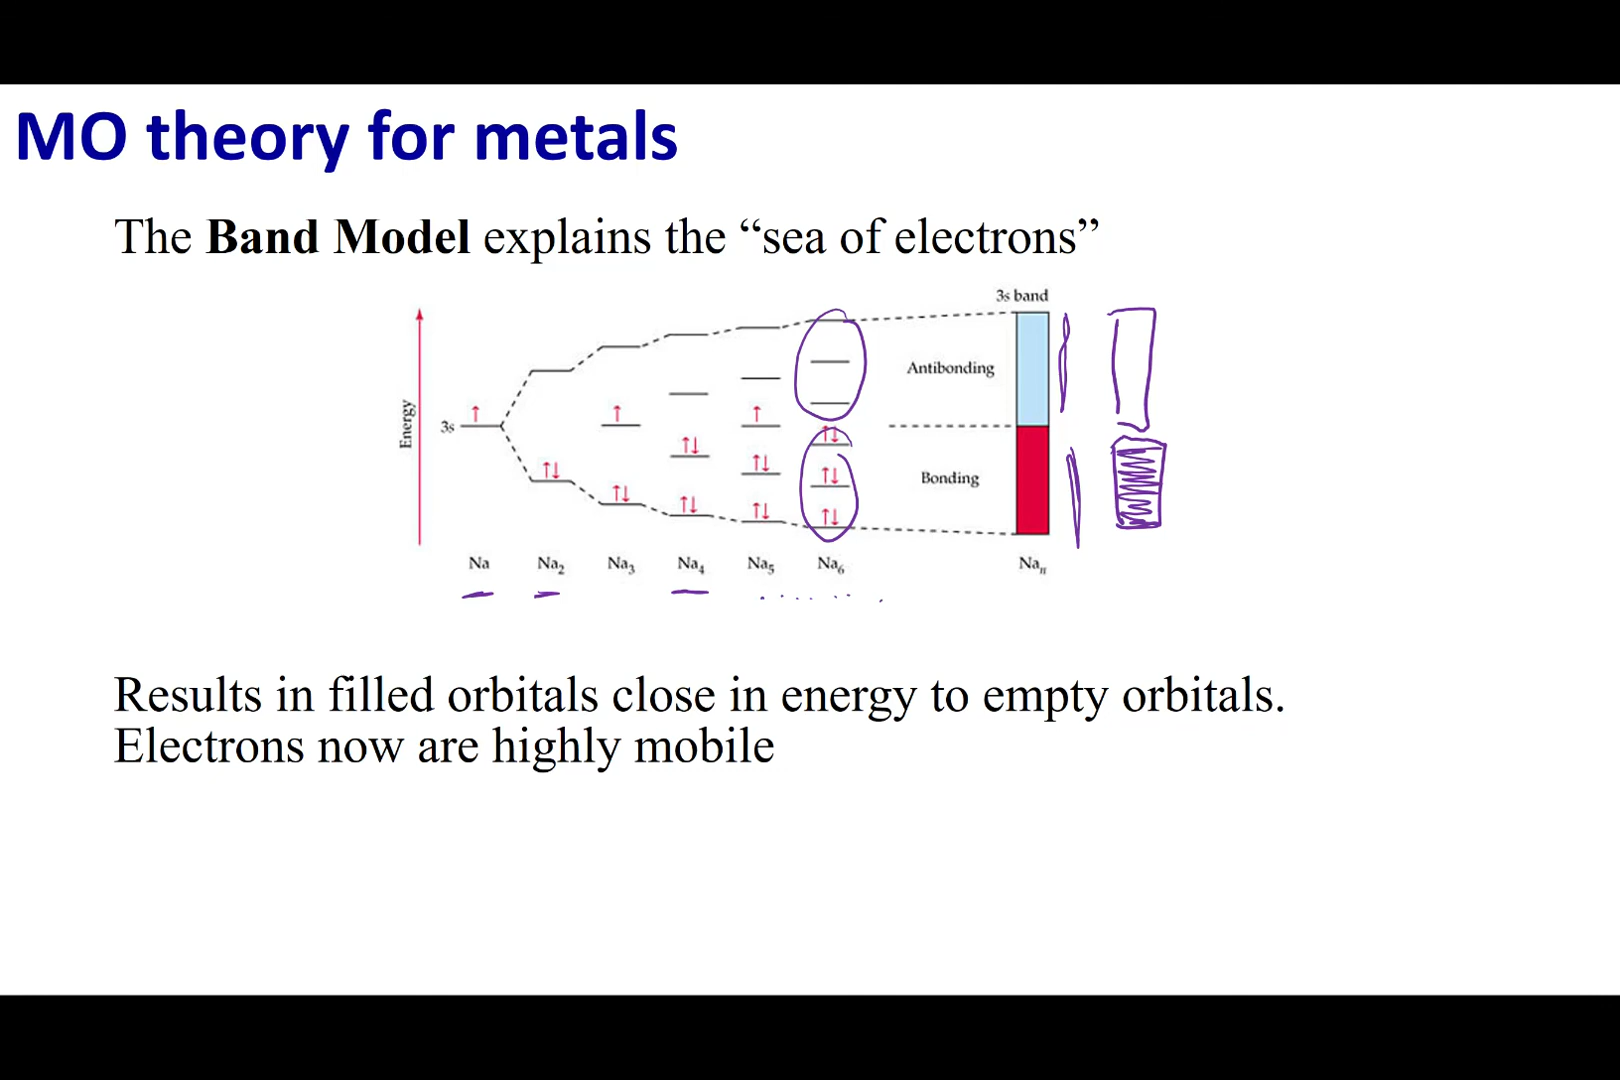 MO theory for metals
The Band Model explains the “sea of electrons”
3s band
Antibonding
Energy
3s
Bonding
Na Na₂ Na₃ Na₄ Na₅ Na₆ Naₙ
Results in filled orbitals close in energy to empty orbitals.
Electrons now are highly mobile